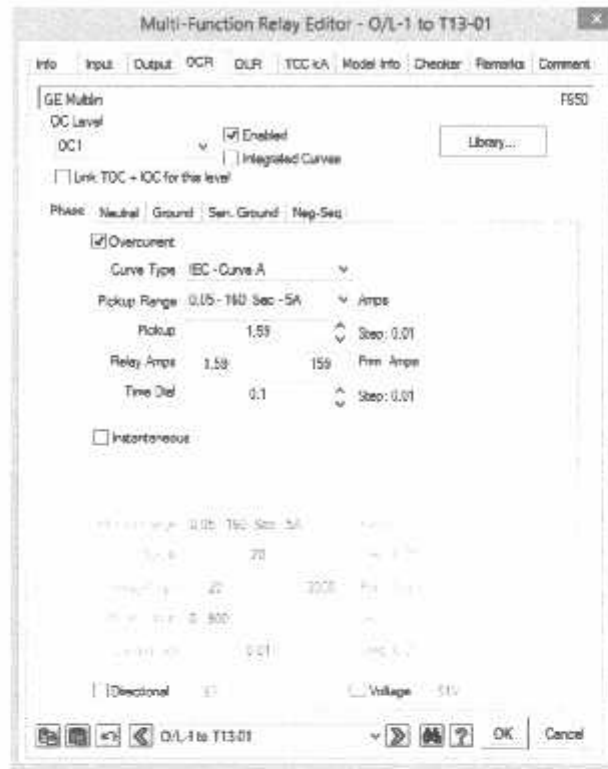 Multi-Function Relay Editor - O/L-1 to T13-01
Info Input Output OCR OLR TCC kA Model Info Checker Remarks Comment
GE Multilin F650
OC Level
OC1
Enabled
Integrated Curves
Library...
Link TOC + IOC for this level
Phase Neutral Ground Sen. Ground Neg-Seq
Overcurrent
Curve Type IEC - Curve A
Pickup Range 0.05 - 160 Sec - 5A Amps
Pickup 1.59 Step: 0.01
Relay Amps 1.59 159 Prim. Amps
Time Dial 0.1 Step: 0.01
Instantaneous
0.05 - 160 Sec - 5A
20
20
0.01
Directional
Voltage
O/L-1 to T13-01
OK
Cancel